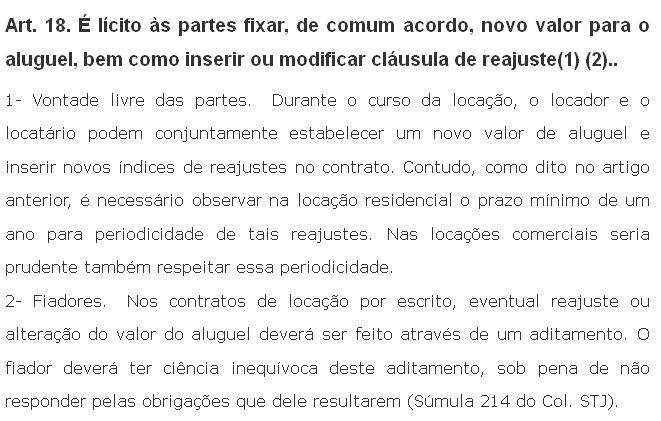 Art. 18. É lícito às partes fixar, de comum acordo, novo valor para o
aluguel, bem como inserir ou modificar cláusula de reajuste(1) (2)..
1- Vontade livre das partes. Durante o curso da locação, o locador e o
locatário podem conjuntamente estabelecer um novo valor de aluguel e
inserir novos índices de reajustes no contrato. Contudo, como dito no artigo
anterior, é necessário observar na locação residencial o prazo mínimo de um
ano para periodicidade de tais reajustes. Nas locações comerciais seria
prudente também respeitar essa periodicidade.
2- Fiadores. Nos contratos de locação por escrito, eventual reajuste ou
alteração do valor do aluguel deverá ser feito através de um aditamento. O
fiador deverá ter ciência inequívoca deste aditamento, sob pena de não
responder pelas obrigações que dele resultarem (Súmula 214 do Col. STJ).